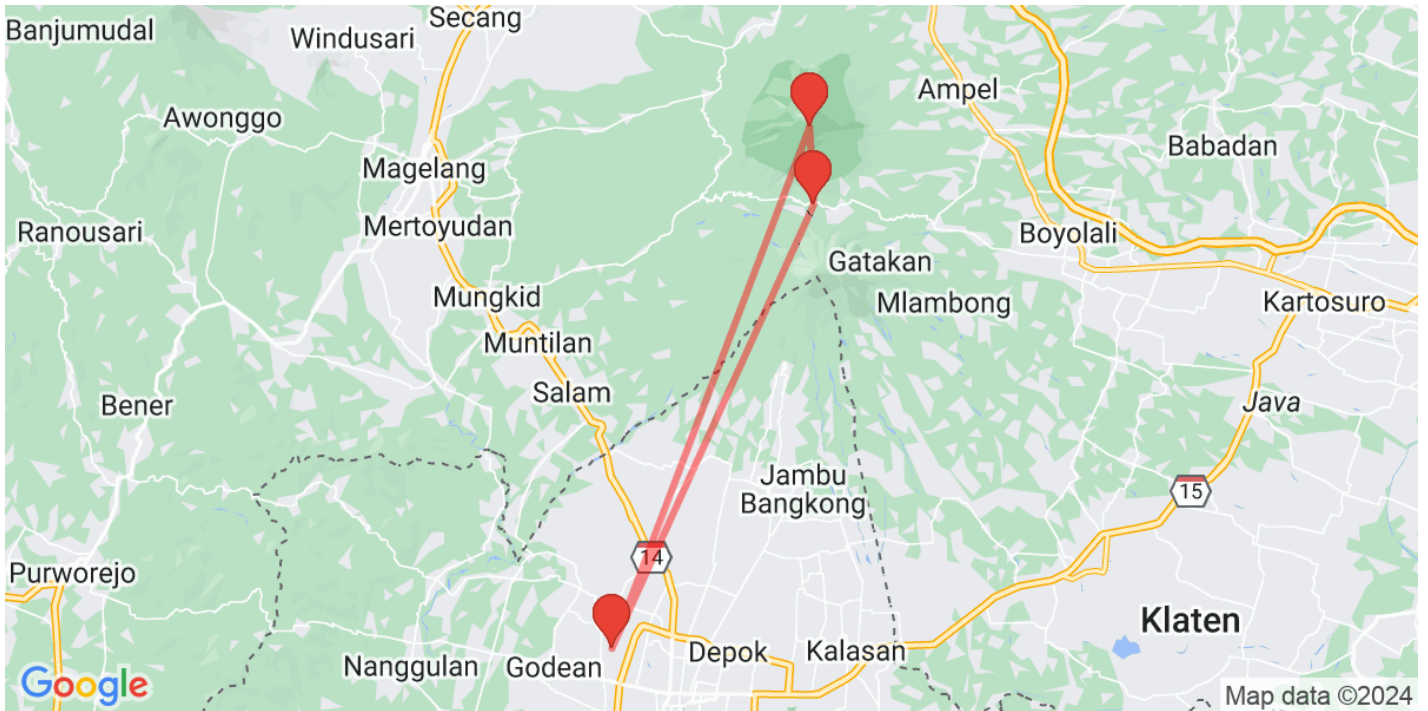 Secang
Banjumudal
Windusari
Ampel
Awonggo
Babadan
Magelang
Mertoyudan
Ranousari
Boyolali
Gatakan
Mungkid
Mlambong
Kartosuro
Muntilan
Salam
Bener
Java
Jambu
Bangkong
15
14
Purworejo
Klaten
Nanggulan
Godean
Depok
Kalasan
Google
Map data ©2024